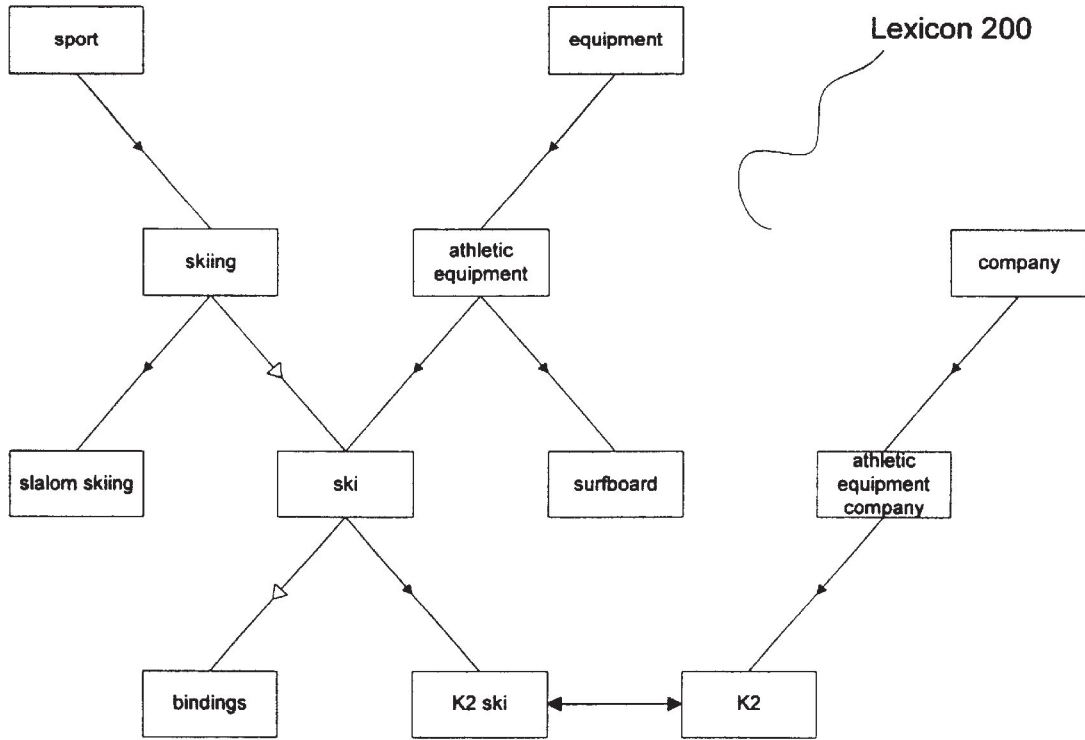 sport
equipment
Lexicon 200
skiing
athletic
equipment
company
slalom skiing
ski
surfboard
athletic
equipment
company
bindings
K2 ski
K2